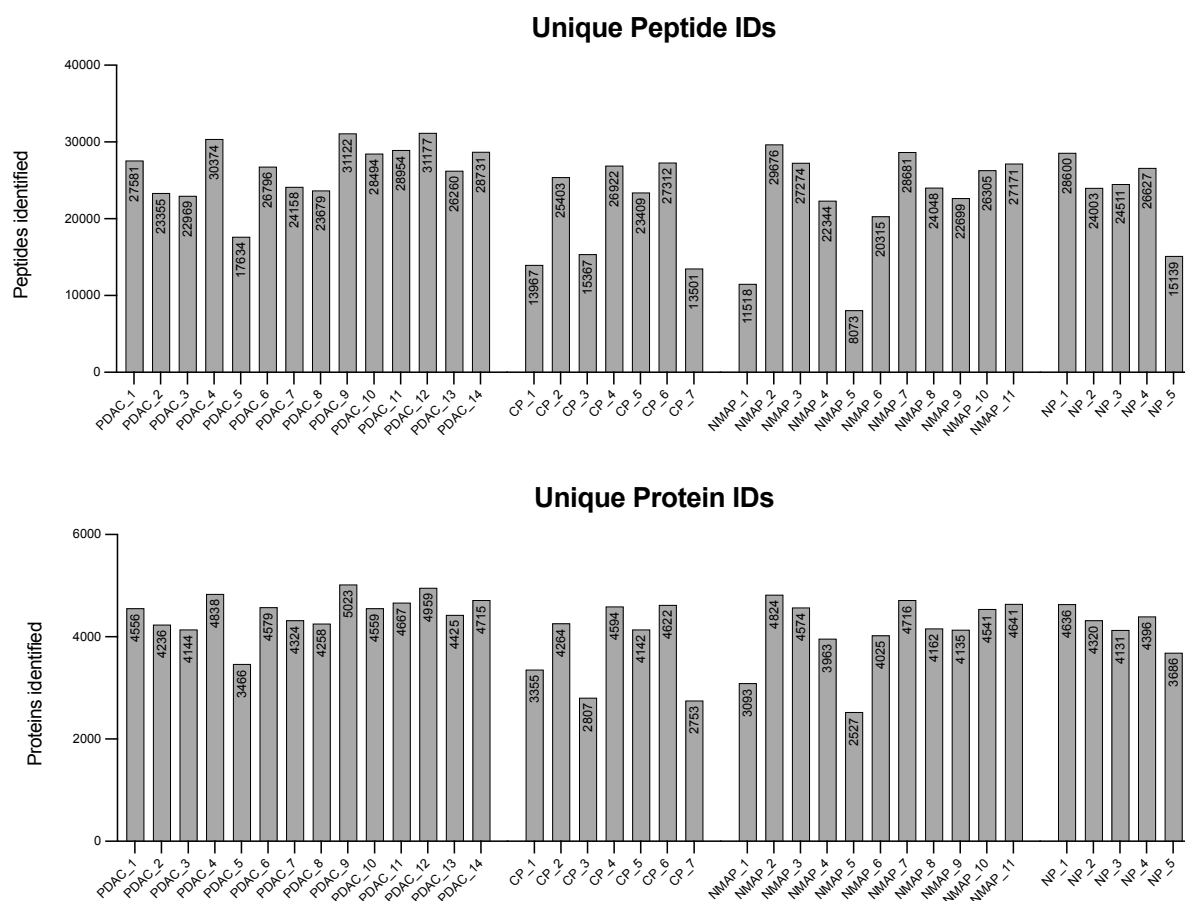 Unique Peptide IDs
Peptides identified
40000
30000
20000
10000
0
27581 23355 22969 30374 17634 26796 24158 23679 31122 28494 28954 31177 26260 28731 13967 25403 15367 26922 23409 27312 13501 11518 29676 27274 22344 8073 20315 28681 24048 22699 26305 27171 28600 24003 24511 26627 15139
PDAC_1 PDAC_2 PDAC_3 PDAC_4 PDAC_5 PDAC_6 PDAC_7 PDAC_8 PDAC_9 PDAC_10 PDAC_11 PDAC_12 PDAC_13 PDAC_14 CP_1 CP_2 CP_3 CP_4 CP_5 CP_6 CP_7 NMAP_1 NMAP_2 NMAP_3 NMAP_4 NMAP_5 NMAP_6 NMAP_7 NMAP_8 NMAP_9 NMAP_10 NMAP_11 NP_1 NP_2 NP_3 NP_4 NP_5
Unique Protein IDs
Proteins identified
6000
4000
2000
0
4556 4236 4144 4838 3466 4579 4324 4258 5023 4559 4667 4959 4425 4715 3355 4264 2807 4594 4142 4622 2753 3093 4824 4574 3963 2527 4025 4716 4162 4135 4541 4641 4636 4320 4131 4396 3686
PDAC_1 PDAC_2 PDAC_3 PDAC_4 PDAC_5 PDAC_6 PDAC_7 PDAC_8 PDAC_9 PDAC_10 PDAC_11 PDAC_12 PDAC_13 PDAC_14 CP_1 CP_2 CP_3 CP_4 CP_5 CP_6 CP_7 NMAP_1 NMAP_2 NMAP_3 NMAP_4 NMAP_5 NMAP_6 NMAP_7 NMAP_8 NMAP_9 NMAP_10 NMAP_11 NP_1 NP_2 NP_3 NP_4 NP_5